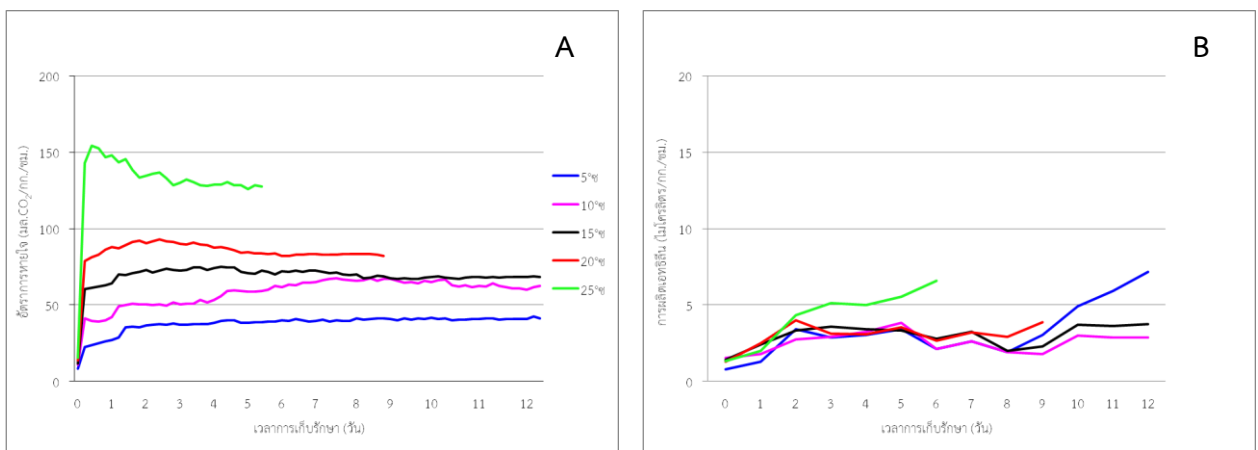 A
200
150
100
50
0
0 1 2 3 4 5 6 7 8 9 10 11 12
อัตราการหายใจ (มล.CO2/กก./ชม.)
เวลาการเก็บรักษา (วัน)
5°ซ
10°ซ
15°ซ
20°ซ
25°ซ
B
20
15
10
5
0
0 1 2 3 4 5 6 7 8 9 10 11 12
การผลิตเอทธิลีน (ไมโครลิตร/กก./ชม.)
เวลาการเก็บรักษา (วัน)